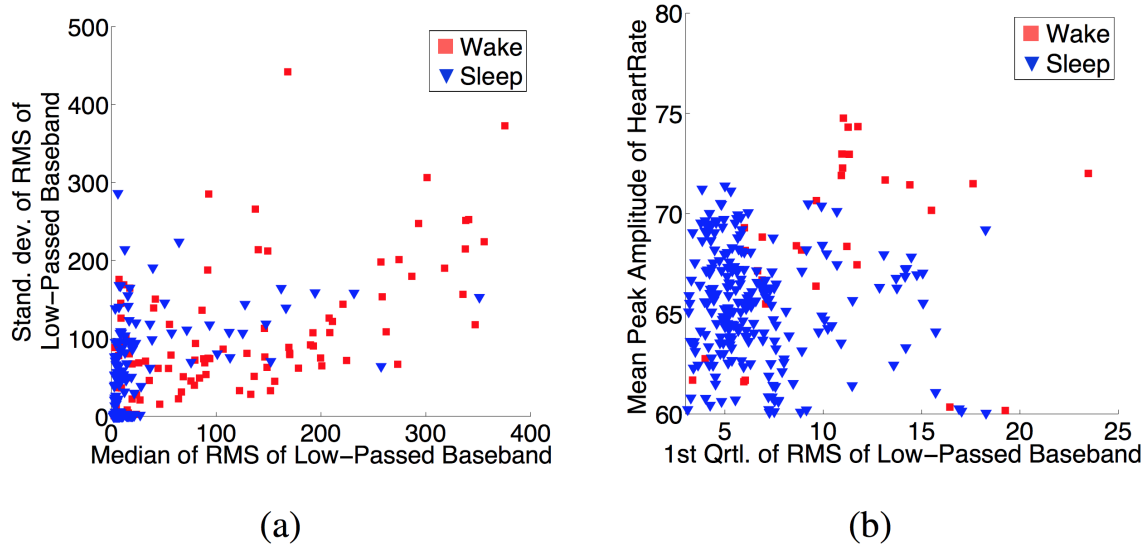 500
400
300
200
100
0
Stand. dev. of RMS of
Low-Passed Baseband
Wake
Sleep
0 100 200 300 400
Median of RMS of Low-Passed Baseband
(a)
80
75
70
65
60
Mean Peak Amplitude of HeartRate
Wake
Sleep
5 10 15 20 25
1st Qrtl. of RMS of Low-Passed Baseband
(b)